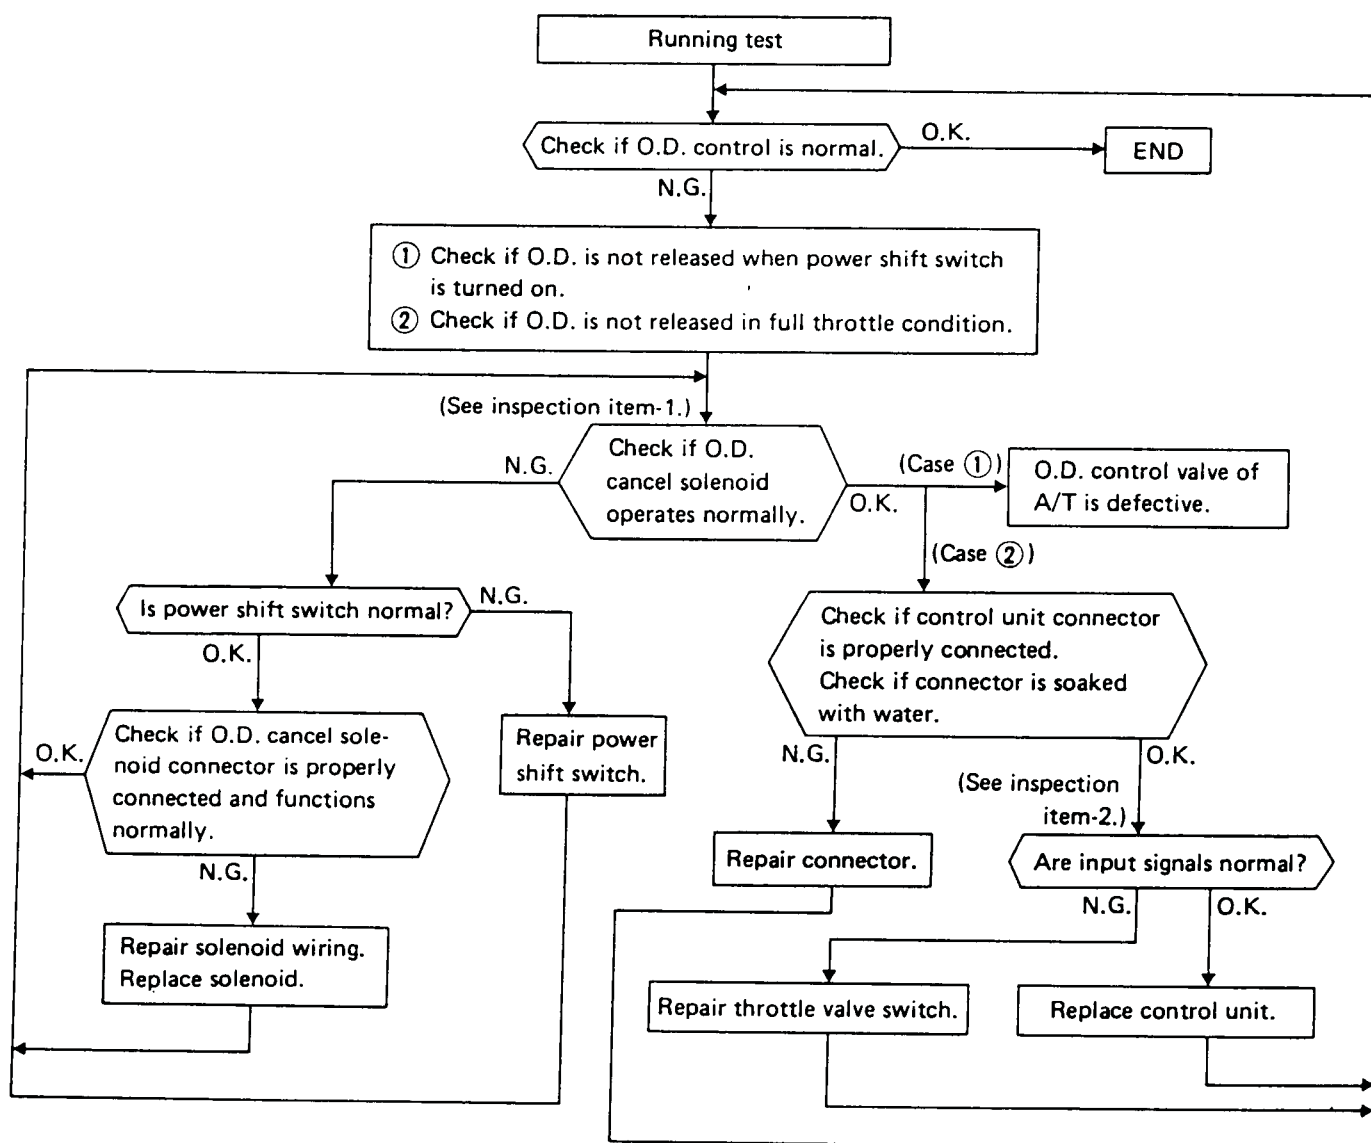 Running test
Check if O.D. control is normal.
O.K.
END
N.G.
① Check if O.D. is not released when power shift switch
is turned on.
② Check if O.D. is not released in full throttle condition.
(See inspection item-1.)
Check if O.D.
cancel solenoid
operates normally.
N.G.
O.K.
(Case ①)
O.D. control valve of
A/T is defective.
(Case ②)
Is power shift switch normal?
N.G.
O.K.
Check if control unit connector
is properly connected.
Check if connector is soaked
with water.
Check if O.D. cancel sole-
noid connector is properly
connected and functions
normally.
O.K.
Repair power
shift switch.
N.G.
O.K.
(See inspection
item-2.)
N.G.
Repair connector.
Are input signals normal?
N.G.
O.K.
Repair solenoid wiring.
Replace solenoid.
Repair throttle valve switch.
Replace control unit.